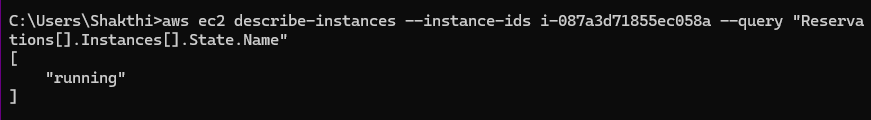 C:\Users\Shakthi>aws ec2 describe-instances --instance-ids i-087a3d71855ec058a --query "Reserva
tions[].Instances[].State.Name"
[
    "running"
]